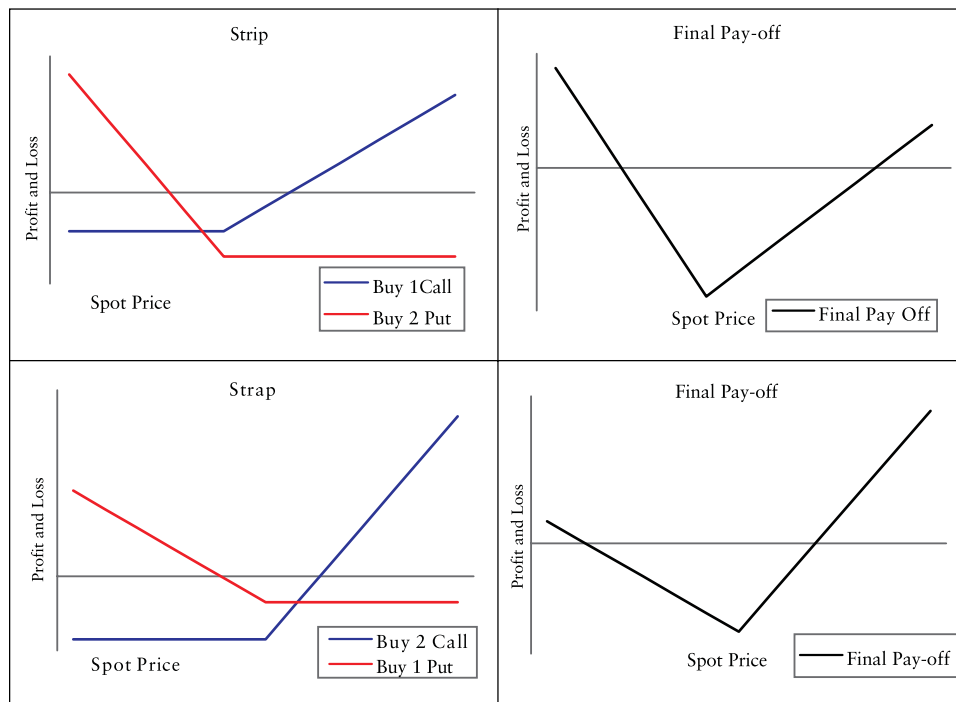 Strip
Profit and Loss
Spot Price
Buy 1Call
Buy 2 Put
Final Pay-off
Profit and Loss
Spot Price
Final Pay Off
Strap
Profit and Loss
Spot Price
Buy 2 Call
Buy 1 Put
Final Pay-off
Profit and Loss
Spot Price
Final Pay-off